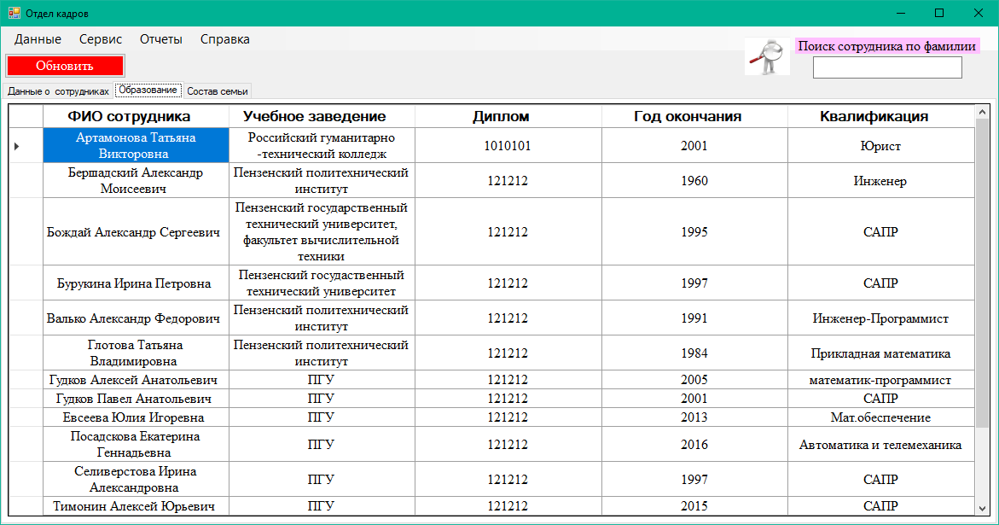 Отдел кадров
Данные Сервис Отчеты Справка
Поиск сотрудника по фамилии
Обновить
Данные о сотрудниках Образование Состав семьи
ФИО сотрудника Учебное заведение Диплом Год окончания Квалификация
Артамонова Татьяна
Викторовна
Российский гуманитарно
-технический колледж
1010101
2001
Юрист
Бершадский Александр
Моисеевич
Пензенский политехнический
институт
121212
1960
Инженер
Бождай Александр Сергеевич
Пензенский государственный
технический университет,
факультет вычислительной
техники
121212
1995
САПР
Бурукина Ирина Петровна
Пензенский госудаственный
технический университет
121212
1997
САПР
Валько Александр Федорович
Пензенский политехнический
институт
121212
1991
Инженер-Программист
Глотова Татьяна
Владимировна
Пензенский политехнический
институт
121212
1984
Прикладная математика
Гудков Алексей Анатольевич ПГУ 121212 2005 математик-программист
Гудков Павел Анатольевич ПГУ 121212 2001 САПР
Евсеева Юлия Игоревна ПГУ 121212 2013 Мат.обеспечение
Посадскова Екатерина
Геннадьевна
ПГУ
121212
2016
Автоматика и телемеханика
Селиверстова Ирина
Александровна
ПГУ
121212
1997
САПР
Тимонин Алексей Юрьевич ПГУ 121212 2015 САПР